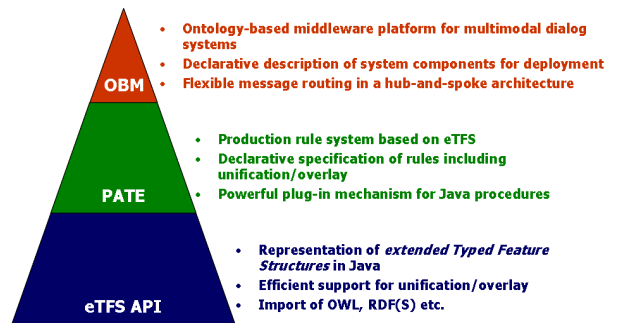 • Ontology-based middleware platform for multimodal dialog
systems
• Declarative description of system components for deployment
• Flexible message routing in a hub-and-spoke architecture
OBM
• Production rule system based on eTFS
• Declarative specification of rules including
unification/overlay
• Powerful plug-in mechanism for Java procedures
PATE
• Representation of extended Typed Feature
Structures in Java
• Efficient support for unification/overlay
• Import of OWL, RDF(S) etc.
eTFS API